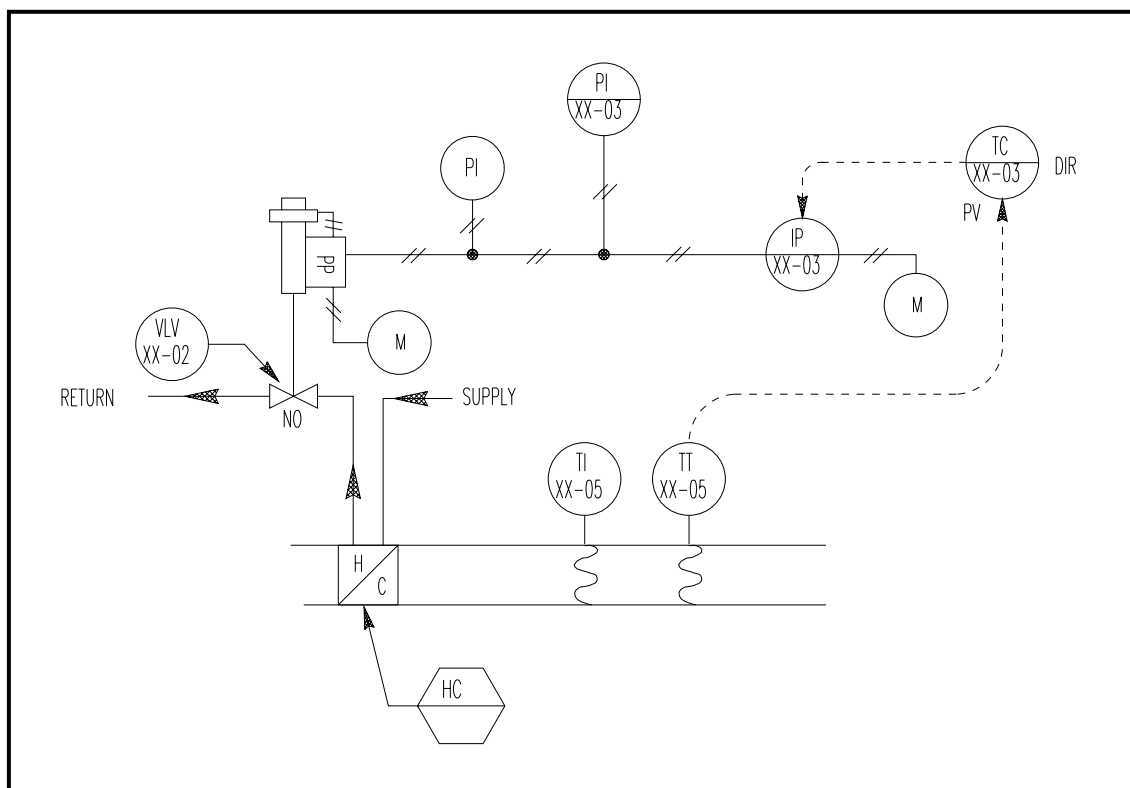 PI
XX-03
TC
XX-03
DIR
PI
PV
IP
XX-03
PP
M
M
VLV
XX-02
RETURN
SUPPLY
NO
TI
XX-05
TT
XX-05
H
C
HC